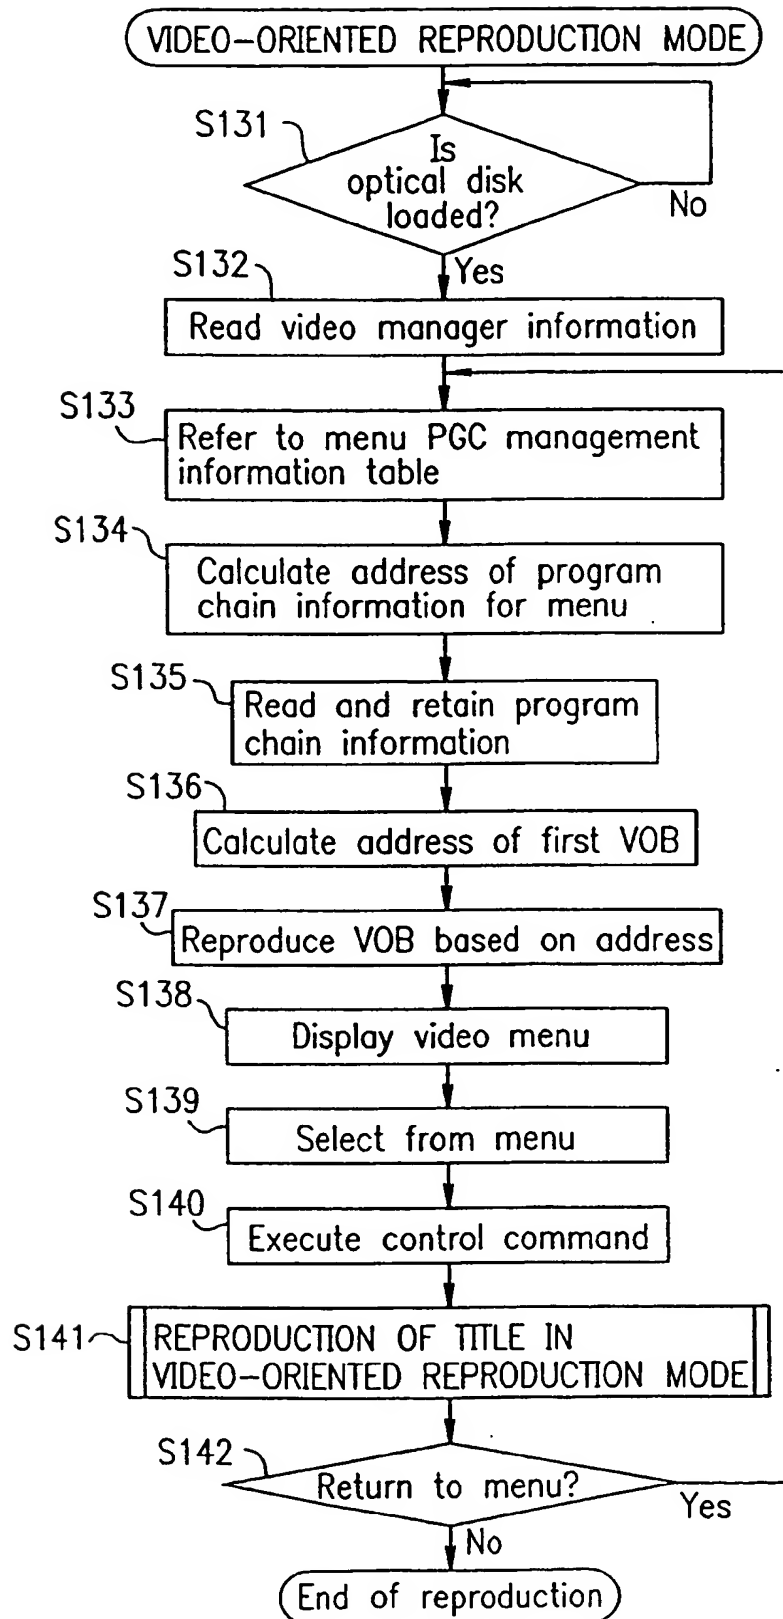 VIDEO-ORIENTED REPRODUCTION MODE
S131
Is
optical disk
loaded?
No
Yes
S132
Read video manager information
S133
Refer to menu PGC management
information table
S134
Calculate address of program
chain information for menu
S135
Read and retain program
chain information
S136
Calculate address of first VOB
S137
Reproduce VOB based on address
S138
Display video menu
S139
Select from menu
S140
Execute control command
S141
REPRODUCTION OF TITLE IN
VIDEO-ORIENTED REPRODUCTION MODE
S142
Return to menu?
Yes
No
End of reproduction